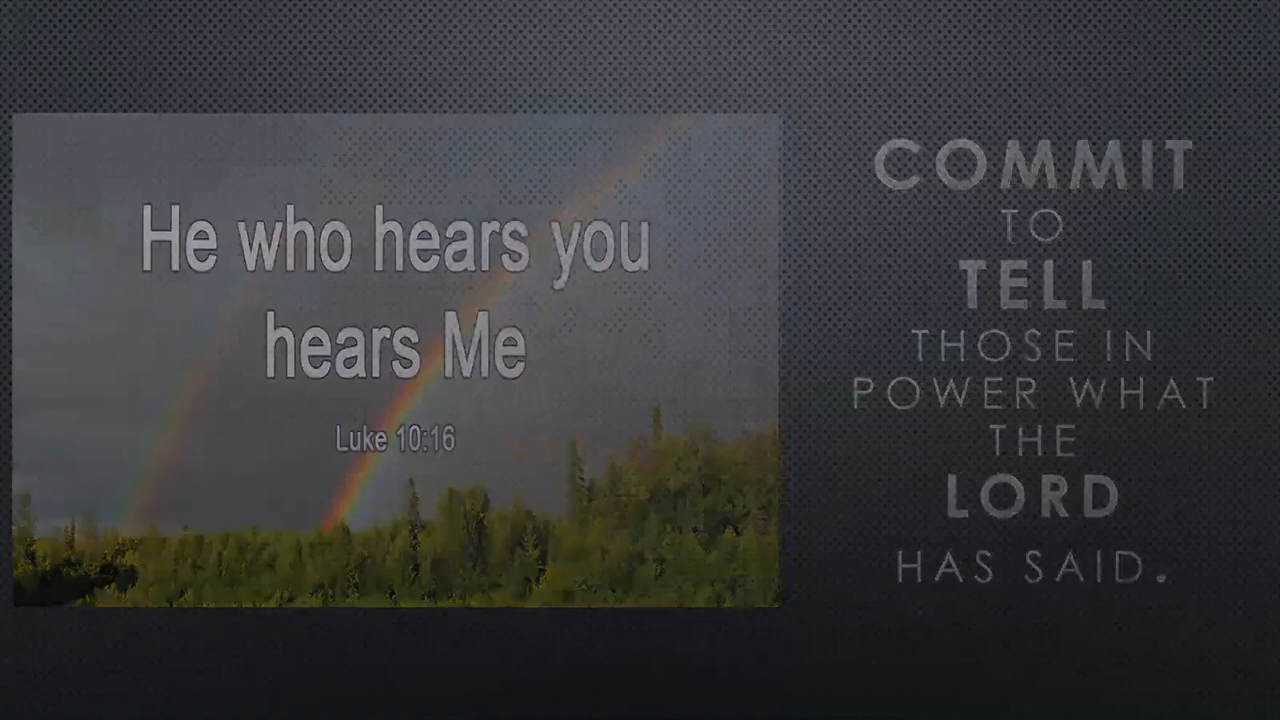 He who hears you
hears Me
Luke 10:16
COMMIT
TO
TELL
THOSE IN
POWER WHAT
THE
LORD
HAS SAID.